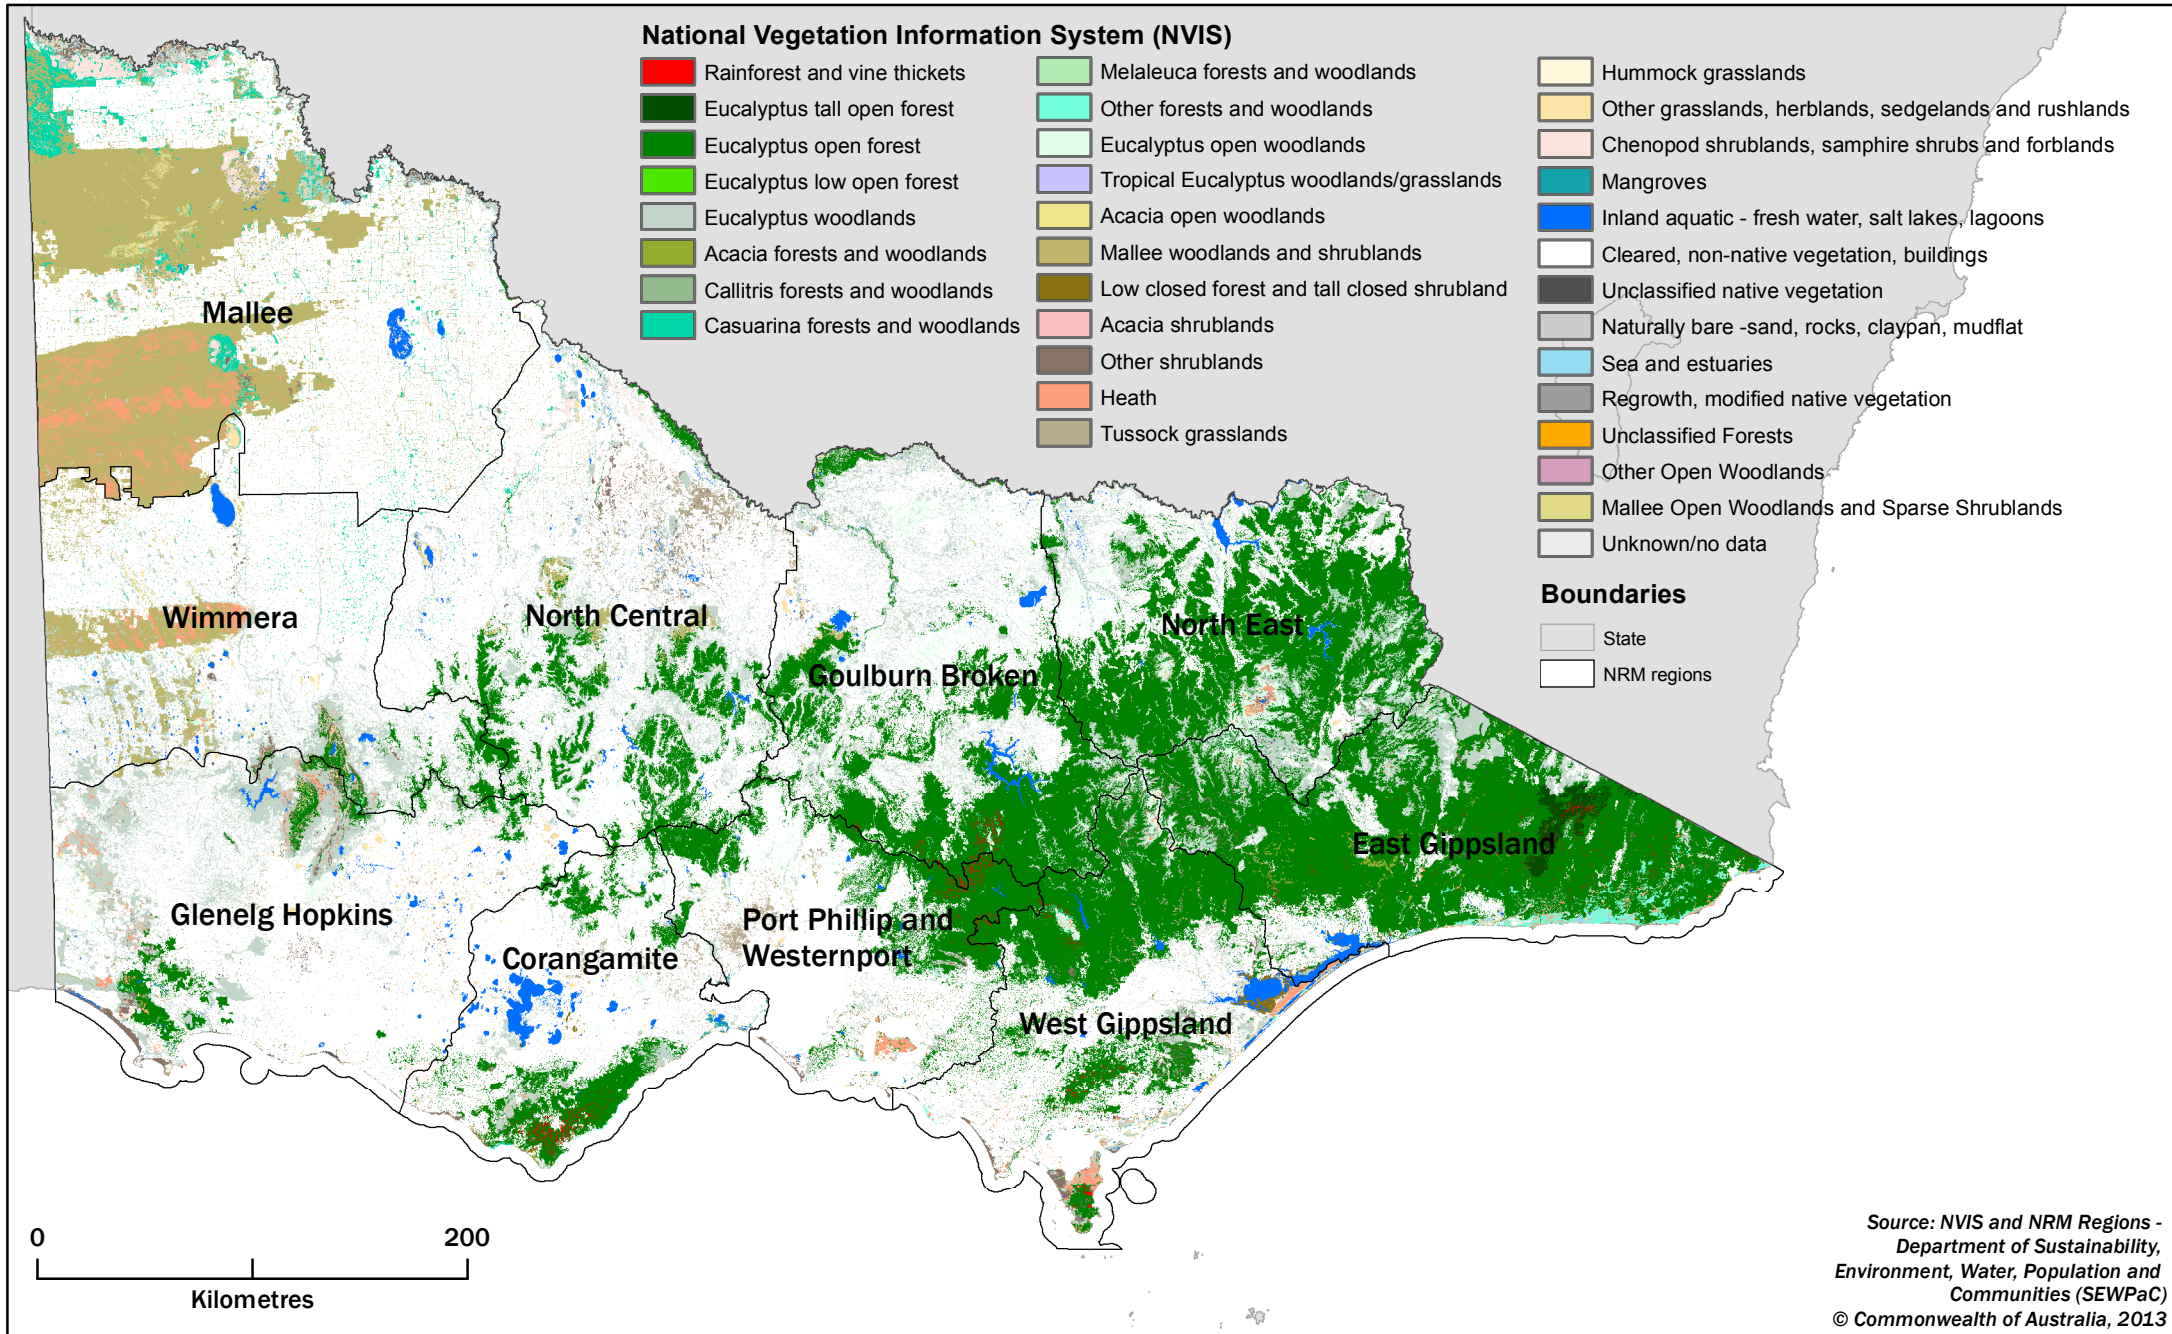 National Vegetation Information System (NVIS)
Rainforest and vine thickets
Eucalyptus tall open forest
Eucalyptus open forest
Eucalyptus low open forest
Eucalyptus woodlands
Acacia forests and woodlands
Callitris forests and woodlands
Casuarina forests and woodlands
Melaleuca forests and woodlands
Other forests and woodlands
Eucalyptus open woodlands
Tropical Eucalyptus woodlands/grasslands
Acacia open woodlands
Mallee woodlands and shrublands
Low closed forest and tall closed shrubland
Acacia shrublands
Other shrublands
Heath
Tussock grasslands
Hummock grasslands
Other grasslands, herblands, sedgelands and rushlands
Chenopod shrublands, samphire shrubs and forblands
Mangroves
Inland aquatic - fresh water, salt lakes, lagoons
Cleared, non-native vegetation, buildings
Unclassified native vegetation
Naturally bare -sand, rocks, claypan, mudflat
Sea and estuaries
Regrowth, modified native vegetation
Unclassified Forests
Other Open Woodlands
Mallee Open Woodlands and Sparse Shrublands
Unknown/no data
Boundaries
State
NRM regions
Mallee
Wimmera
North Central
North East
Goulburn Broken
East Gippsland
Glenelg Hopkins
Corangamite
Port Phillip and
Westernport
West Gippsland
0 200
Kilometres
Source: NVIS and NRM Regions -
Department of Sustainability,
Environment, Water, Population and
Communities (SEWPaC)
© Commonwealth of Australia, 2013